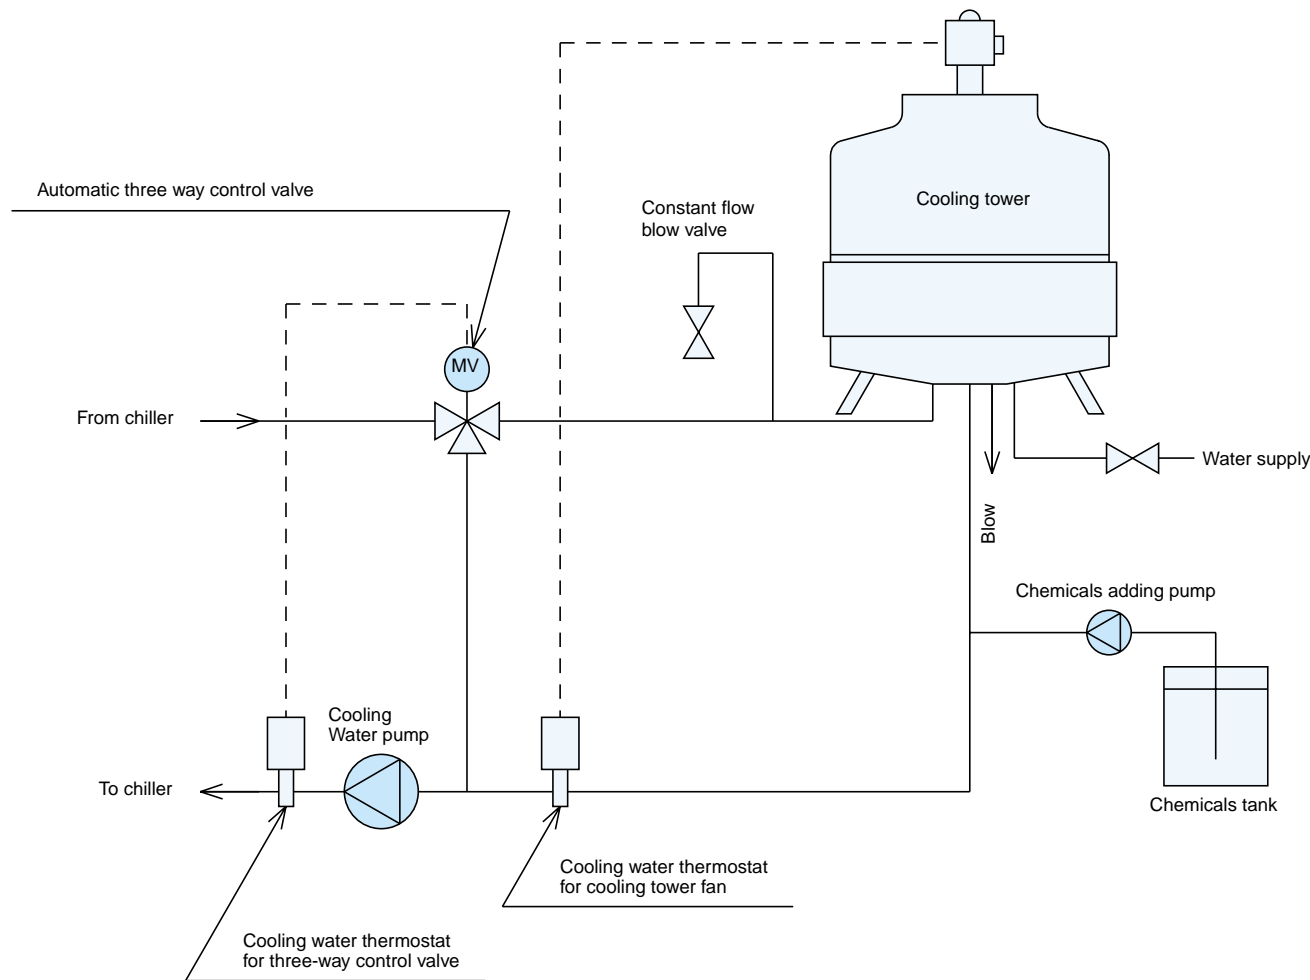 Automatic three way control valve
Constant flow
blow valve
Cooling tower
MV
From chiller
Water supply
Blow
Chemicals adding pump
Cooling
Water pump
To chiller
Chemicals tank
Cooling water thermostat
for cooling tower fan
Cooling water thermostat
for three-way control valve